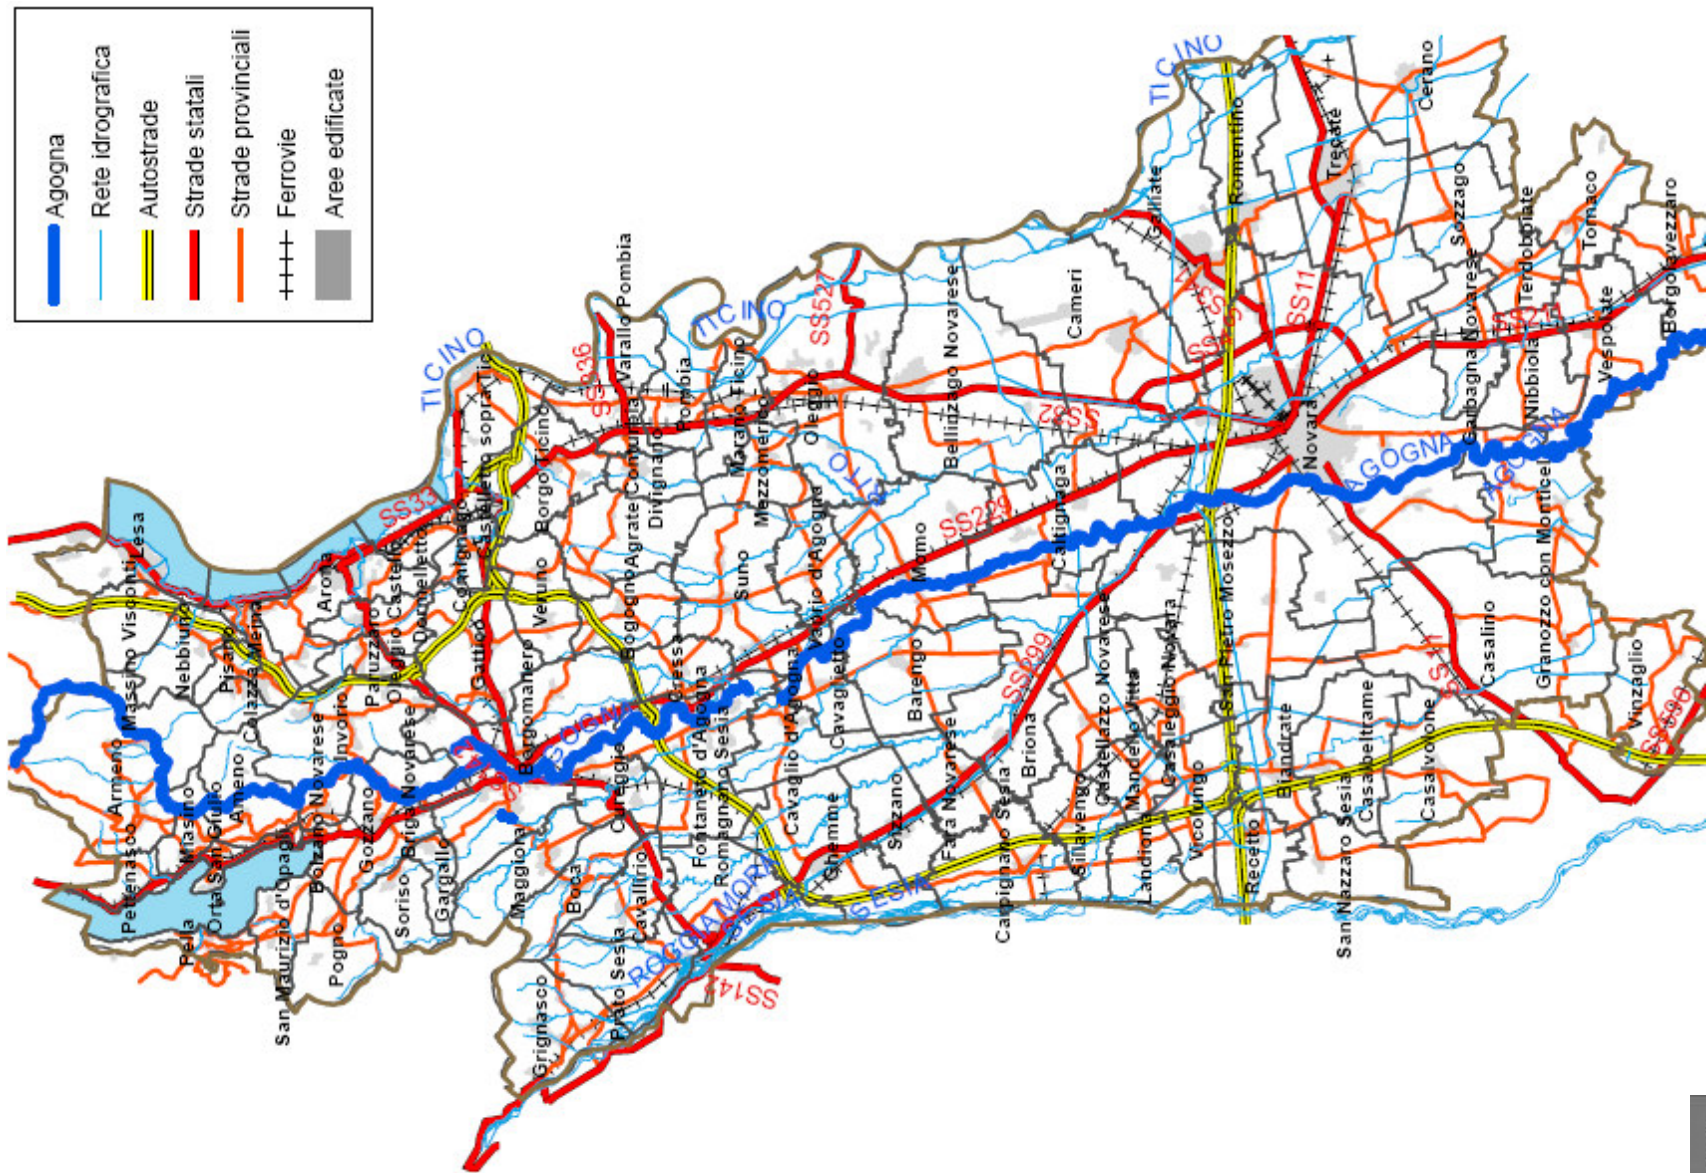 Agogna
Rete idrografica
Autostrade
Strade statali
Strade provinciali
Ferrovie
Aree edificate
Lesa
Massino Visconti
Nebbiuno
Pisano
Meina
Colazza
Armeno
Pettenasco
Miasino
Orta San Giulio
Ameno
Pella
San Maurizio d'Opagli
Bolzano Novarese
Invorio
Arona
Paruzzano
Oleggio Castello
Dormelletto
Comignago
Castelletto sopra Tic
Gattico
Borgo Ticino
Veruno
Borgomanero
Briga Novarese
Gozzano
Gargallo
Soriso
Pogno
Maggiora
Boca
Cureggio
Cavallirio
Grignasco
Prato Sesia
Romagnano Sesia
Fontaneto d'Agogna
Cressa
Bogogno
Agrate Conturbia
Divignano
Varallo Pombia
Pombia
Marano Ticino
Mezzomerico
Oleggio
Suno
Vaprio d'Agogna
Cavaglio d'Agogna
Cavaglietto
Ghemme
Sizzano
Barengo
Momo
Fara Novarese
Bellinzago Novarese
Cameri
Caltignaga
Briona
Carpignano Sesia
Sillavengo
Castellazzo Novarese
Mandello Vitta
Landiona
Casaleggio Novara
Vicolungo
Recetto
San Pietro Mosezzo
Biandrate
San Nazzaro Sesia
Casalbeltrame
Casalvolone
Casalino
Granozzo con Monticel
Vinzaglio
Novara
Galliate
Romentino
Trecate
Cerano
Sozzago
Garbagna Novarese
Terdobbiate
Nibbiola
Tornaco
Vespolate
Borgolavezzaro
TICINO
TICINO
TICINO
AGOGNA
AGOGNA
SESIA
SESIA
ROGGIA MORA
SS33
SS336
SS527
SS229
SS299
SS142
SS11
SS11
SS596